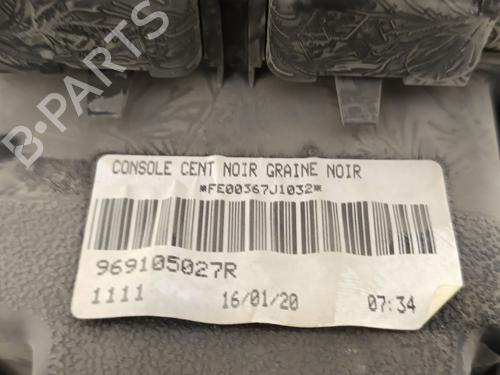 B-PARTS
CONSOLE CENT NOIR GRAINE NOIR
*FE00367J1032*
969105027R
1111 16/01/20 07:34